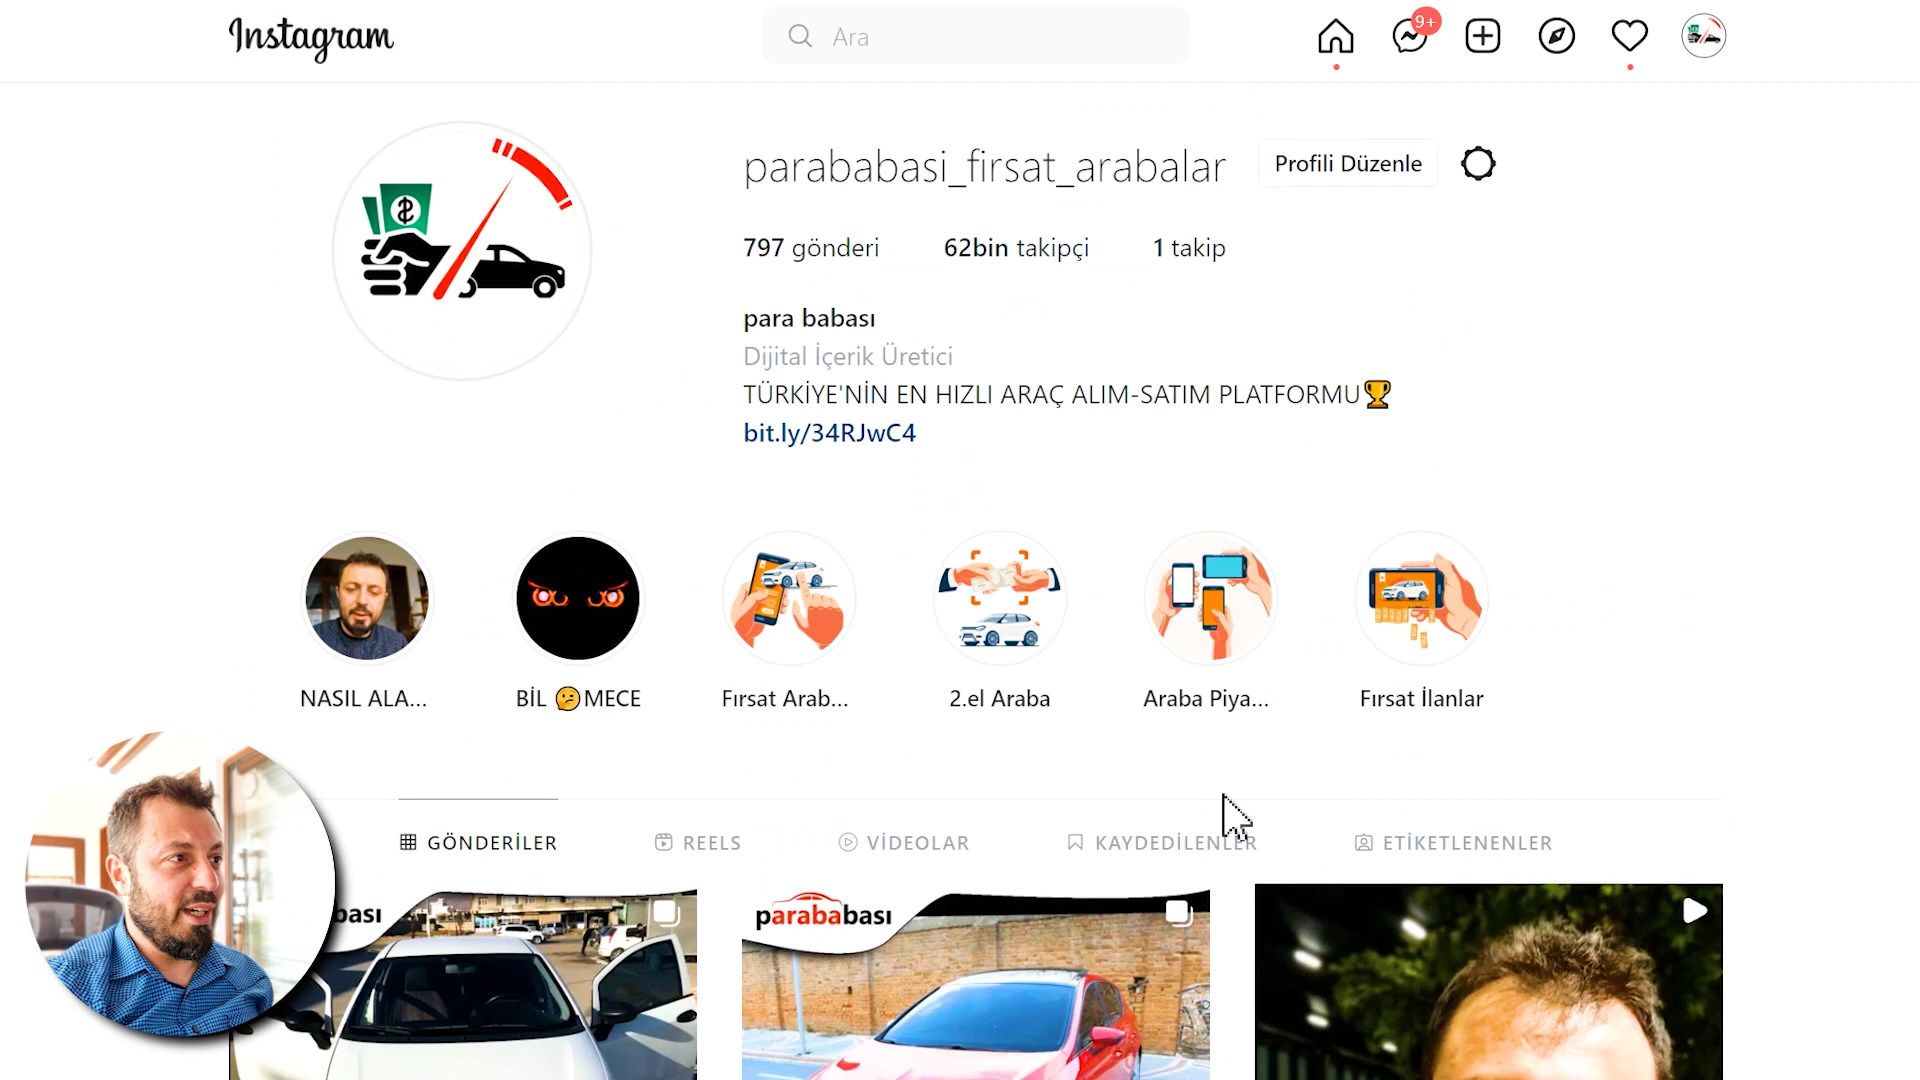 Instagram
Ara
9+
parababasi_firsat_arabalar
Profili Düzenle
797 gönderi
62bin takipçi
1 takip
para babası
Dijital İçerik Üretici
TÜRKİYE'NİN EN HIZLI ARAÇ ALIM-SATIM PLATFORMU🏆
bit.ly/34RJwC4
NASIL ALA...
BİL 🤔MECE
Fırsat Arab...
2.el Araba
Araba Piya...
Fırsat İlanlar
GÖNDERİLER
REELS
VİDEOLAR
KAYDEDİLENLER
ETİKETLENENLER
bası
parababası